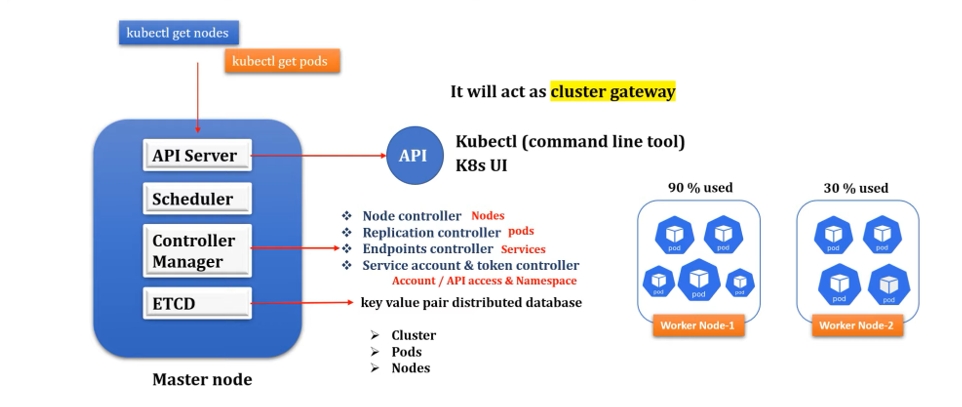 kubectl get nodes
kubectl get pods
It will act as cluster gateway
API Server
API
Kubectl (command line tool)
K8s UI
Scheduler
Controller
Manager
Node controller Nodes
Replication controller pods
Endpoints controller Services
Service account & token controller
Account / API access & Namespace
ETCD
key value pair distributed database
Cluster
Pods
Nodes
Master node
90 % used
pod
pod
pod
pod
pod
Worker Node-1
30 % used
pod
pod
pod
pod
Worker Node-2